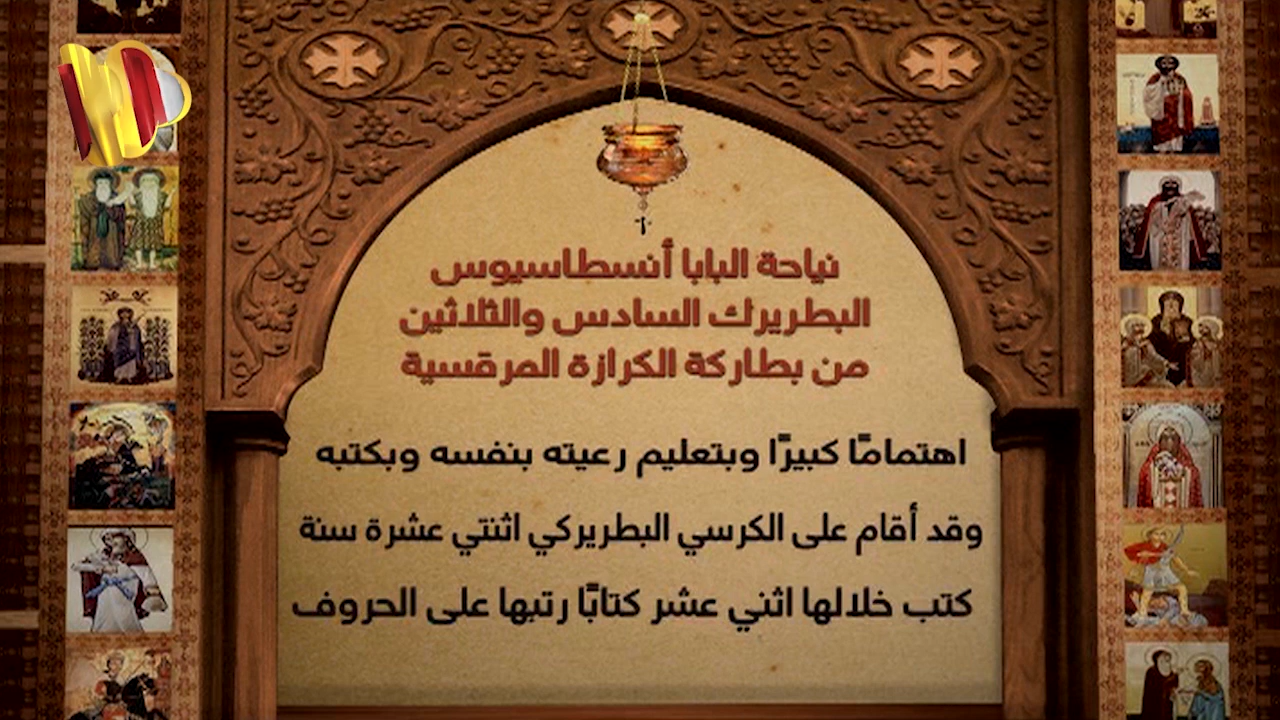 نياحة البابا أنسطاسيوس
البطريرك السادس والثلاثين
من بطاركة الكرازة المرقسية
اهتمامًا كبيرًا وبتعليم رعيته بنفسه وبكتبه
وقد أقام على الكرسي البطريركي اثنتي عشرة سنة
كتب خلالها اثني عشر كتابًا رتبها على الحروف